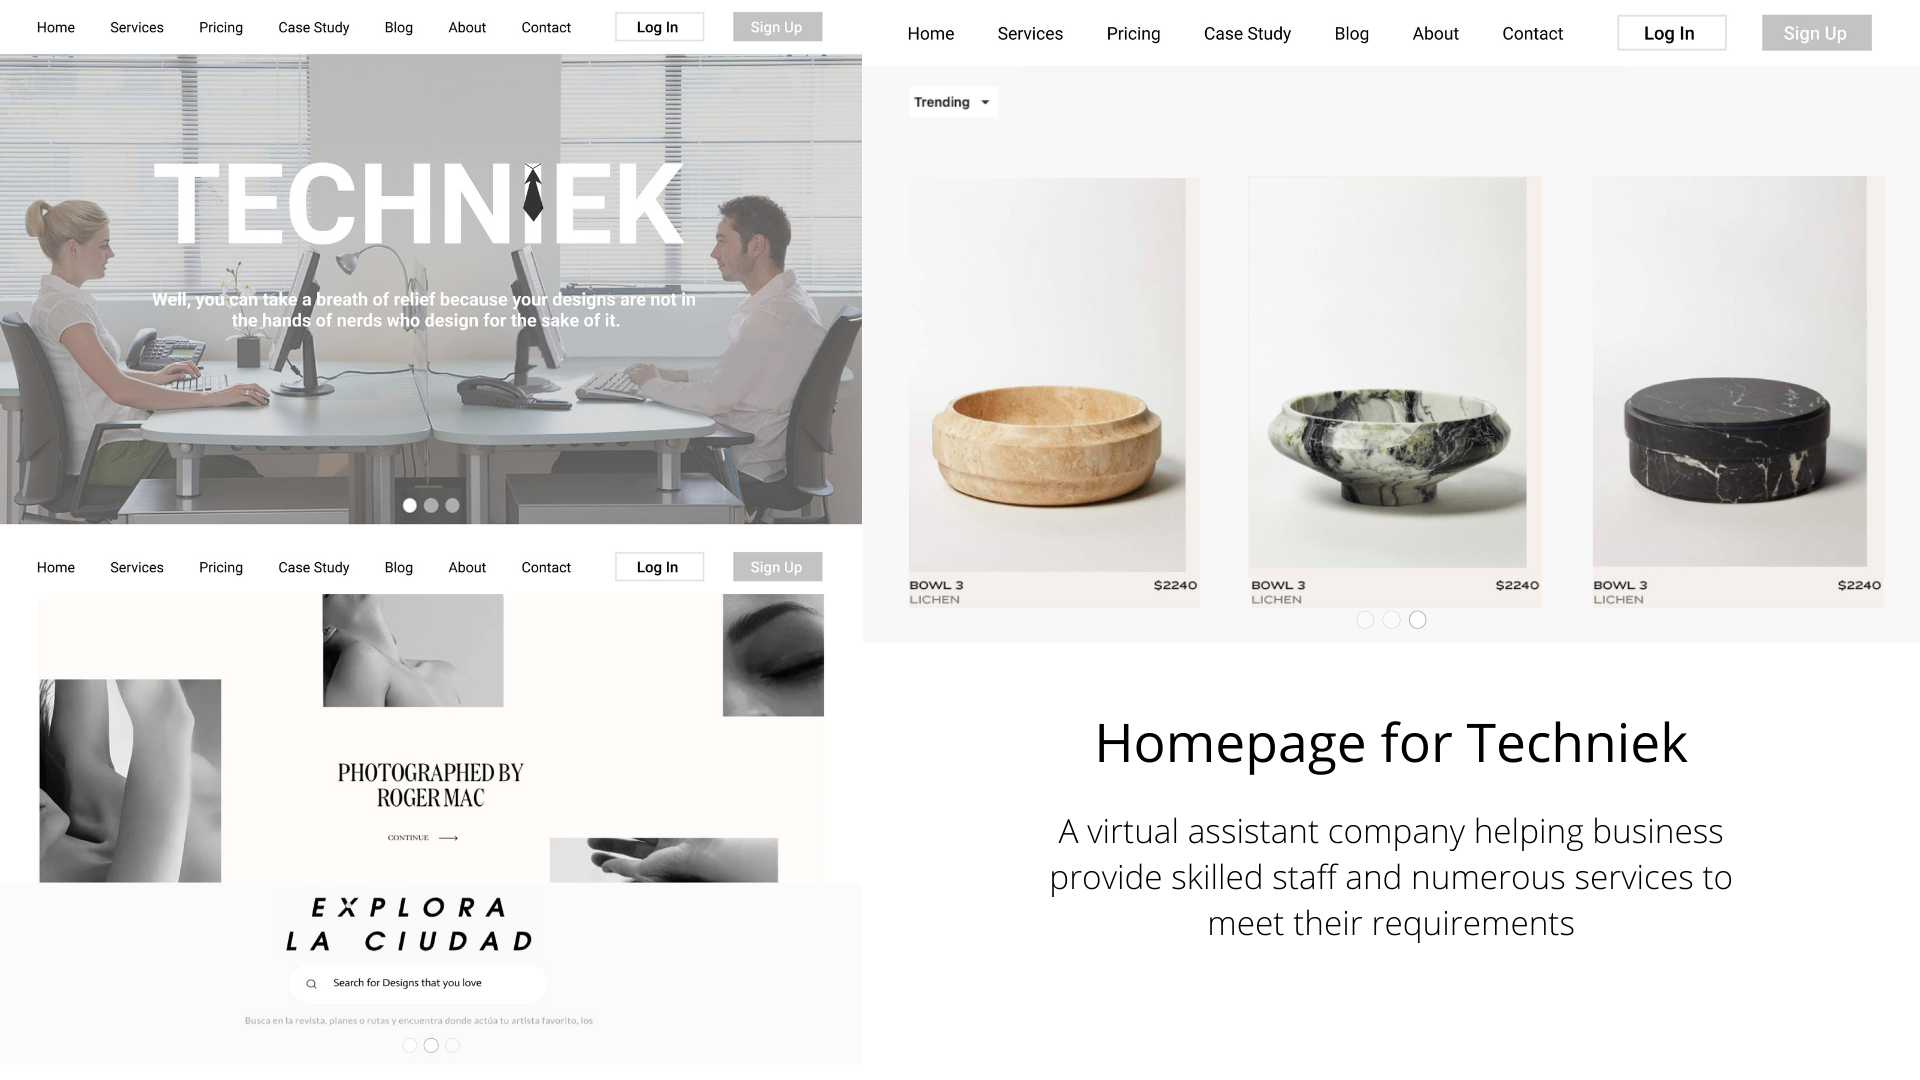 Home Services Pricing Case Study Blog About Contact Log In Sign Up
TECHNIEK
Well, you can take a breath of relief because your designs are not in
the hands of nerds who design for the sake of it.
Home Services Pricing Case Study Blog About Contact Log In Sign Up
PHOTOGRAPHED BY
ROGER MAC
CONTINUE
EXPLORA
LA CIUDAD
Search for Designs that you love
Busca en la revista, planes o rutas y encuentra donde actúa tu artista favorito, los
Home Services Pricing Case Study Blog About Contact Log In Sign Up
Trending
BOWL 3 $2240 BOWL 3 $2240 BOWL 3 $2240
LICHEN LICHEN LICHEN
Homepage for Techniek
A virtual assistant company helping business
provide skilled staff and numerous services to
meet their requirements